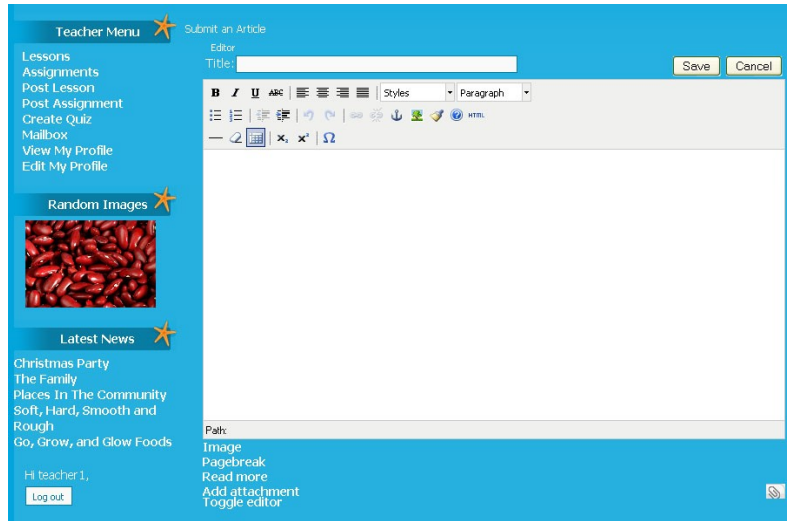 Teacher Menu
Lessons
Assignments
Post Lesson
Post Assignment
Create Quiz
Mailbox
View My Profile
Edit My Profile
Random Images
Latest News
Christmas Party
The Family
Places In The Community
Soft, Hard, Smooth and
Rough
Go, Grow, and Glow Foods
Hi teacher1,
Log out
Submit an Article
Editor
Title:
Save Cancel
B I U ABC Styles Paragraph
HTML
x₂ x² Ω
Path:
Image
Pagebreak
Read more
Add attachment
Toggle editor